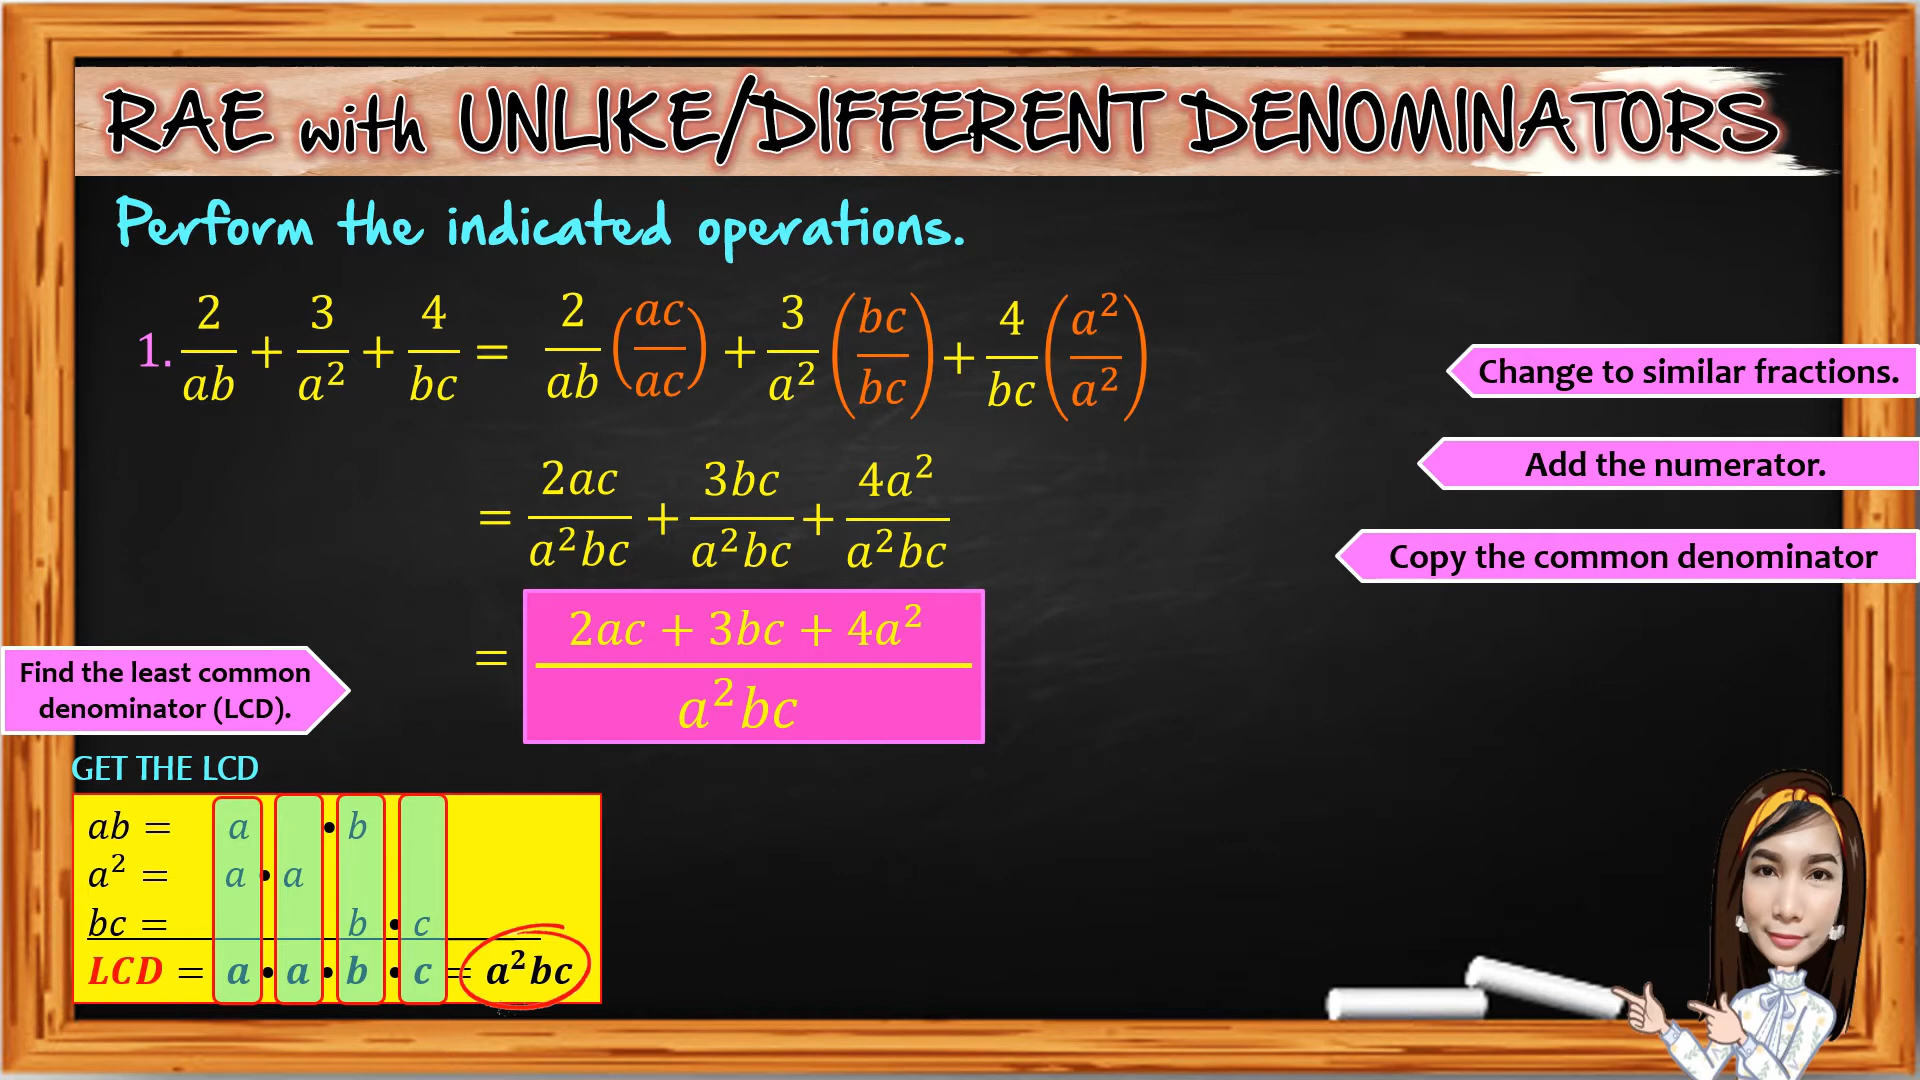 RAE with UNLIKE/DIFFERENT DENOMINATORS
Perform the indicated operations.
1. 2/ab + 3/a² + 4/bc = 2/ab (ac/ac) + 3/a² (bc/bc) + 4/bc (a²/a²)
= 2ac/a²bc + 3bc/a²bc + 4a²/a²bc
= 2ac + 3bc + 4a² / a²bc
Change to similar fractions.
Add the numerator.
Copy the common denominator
Find the least common
denominator (LCD).
GET THE LCD
ab = a • b
a² = a • a
bc = b • c
LCD = a • a • b • c = a²bc